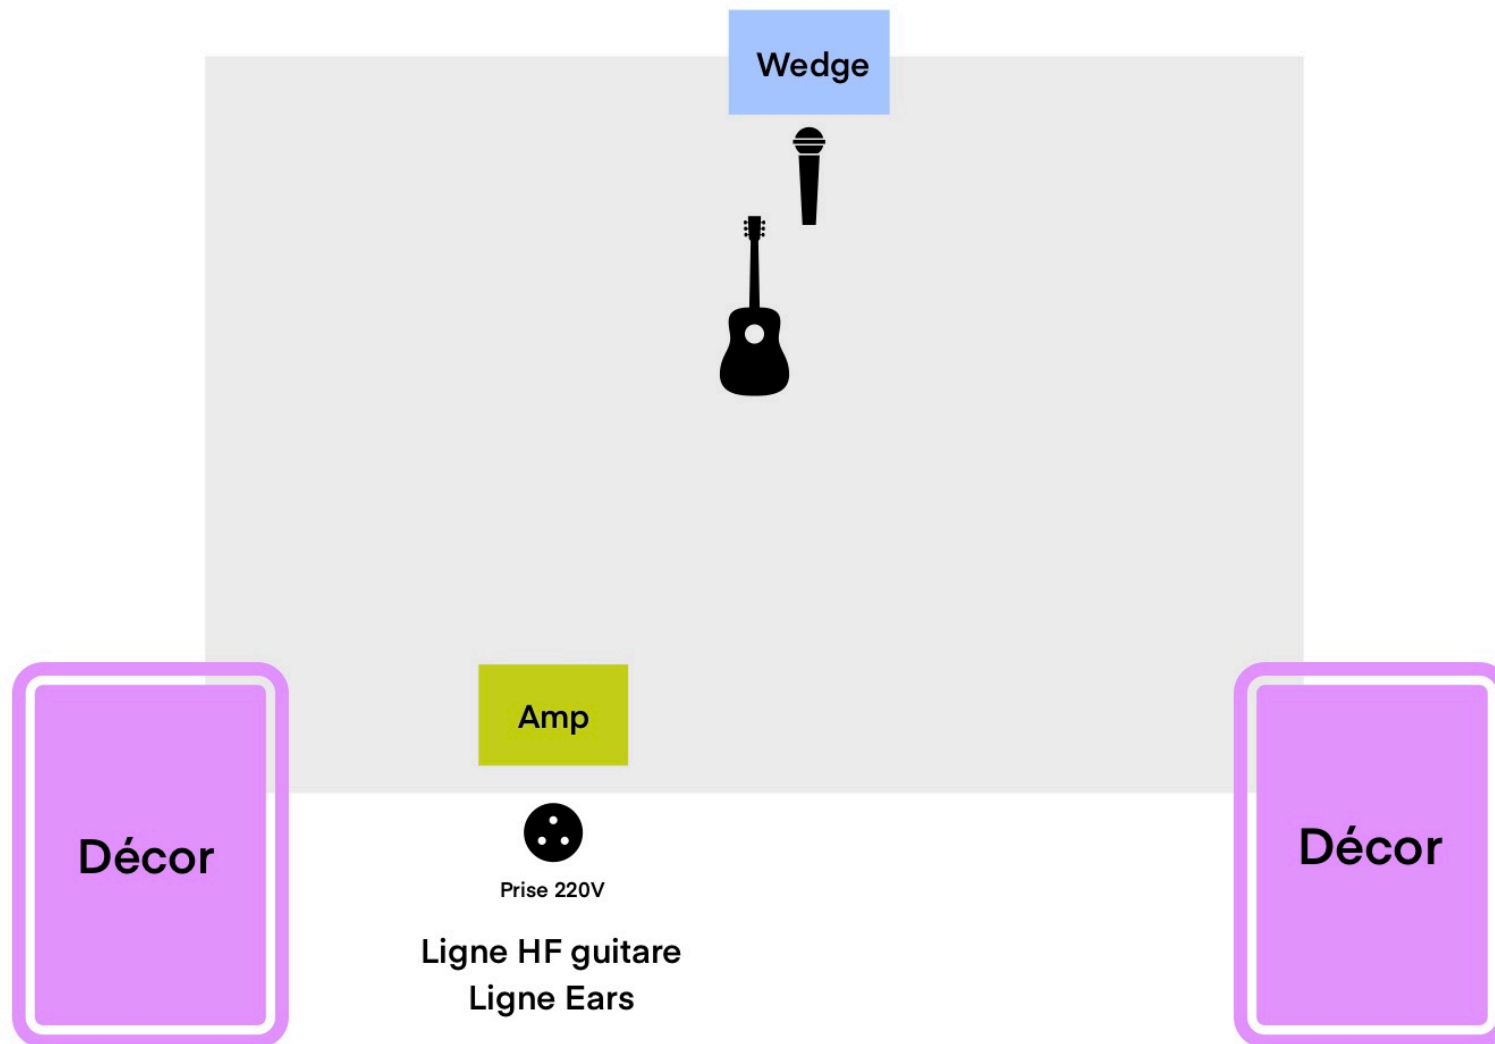 Wedge
Amp
Décor
Décor
Prise 220V
Ligne HF guitare
Ligne Ears